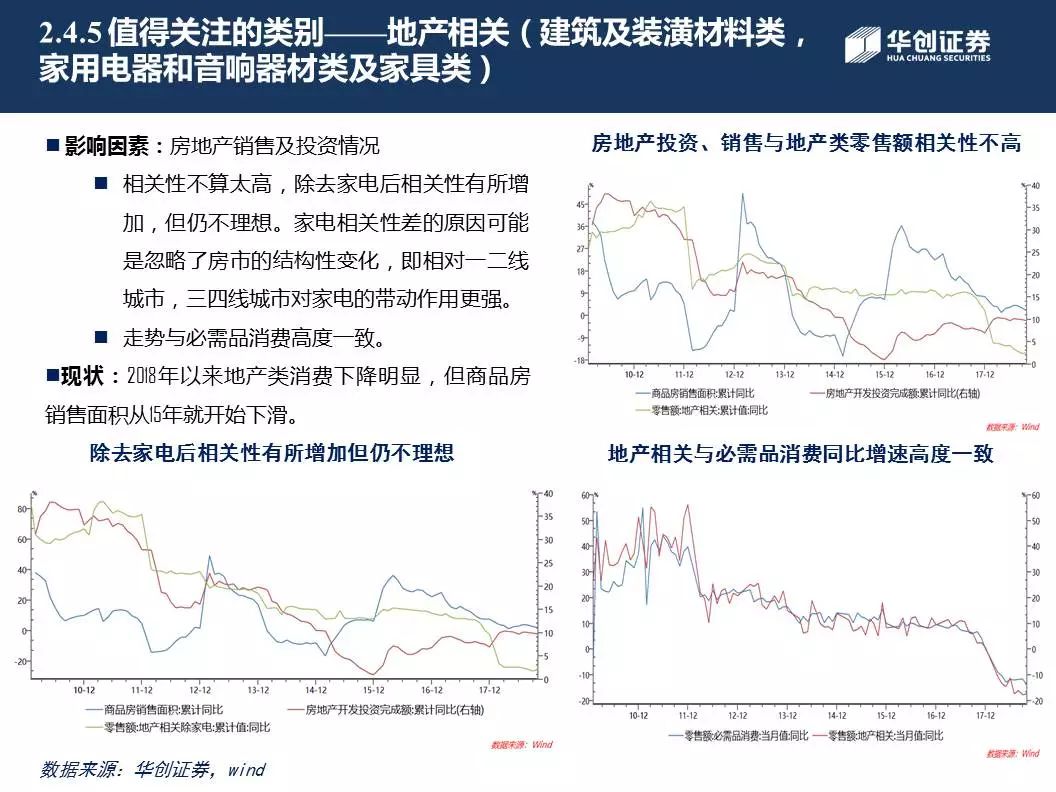 2.4.5 值得关注的类别——地产相关（建筑及装潢材料类，
家用电器和音响器材类及家具类）
华创证券
HUA CHUANG SECURITIES
■ 影响因素：房地产销售及投资情况
■ 相关性不算太高，除去家电后相关性有所增
加，但仍不理想。家电相关性差的原因可能
是忽略了房市的结构性变化，即相对一二线
城市，三四线城市对家电的带动作用更强。
■ 走势与必需品消费高度一致。
■现状：2018年以来地产类消费下降明显，但商品房
销售面积从15年就开始下滑。
房地产投资、销售与地产类零售额相关性不高
% %
45 36 27 18 9 0 -9 -18
40 35 30 25 20 15 10 5 0
10-12 11-12 12-12 13-12 14-12 15-12 16-12 17-12
商品房销售面积:累计同比 房地产开发投资完成额:累计同比(右轴)
零售额:地产相关:累计值:同比
数据来源：Wind
除去家电后相关性有所增加但仍不理想
% %
80 60 40 20 0 -20
40 35 30 25 20 15 10 5 0
10-12 11-12 12-12 13-12 14-12 15-12 16-12 17-12
商品房销售面积:累计同比 房地产开发投资完成额:累计同比(右轴)
零售额:地产相关除家电:累计值:同比
数据来源：Wind
地产相关与必需品消费同比增速高度一致
% %
60 50 40 30 20 10 0 -10 -20
60 50 40 30 20 10 0 -10 -20
10-12 11-12 12-12 13-12 14-12 15-12 16-12 17-12
零售额:必需品消费:当月值:同比 零售额:地产相关:当月值:同比
数据来源：Wind
数据来源：华创证券，wind